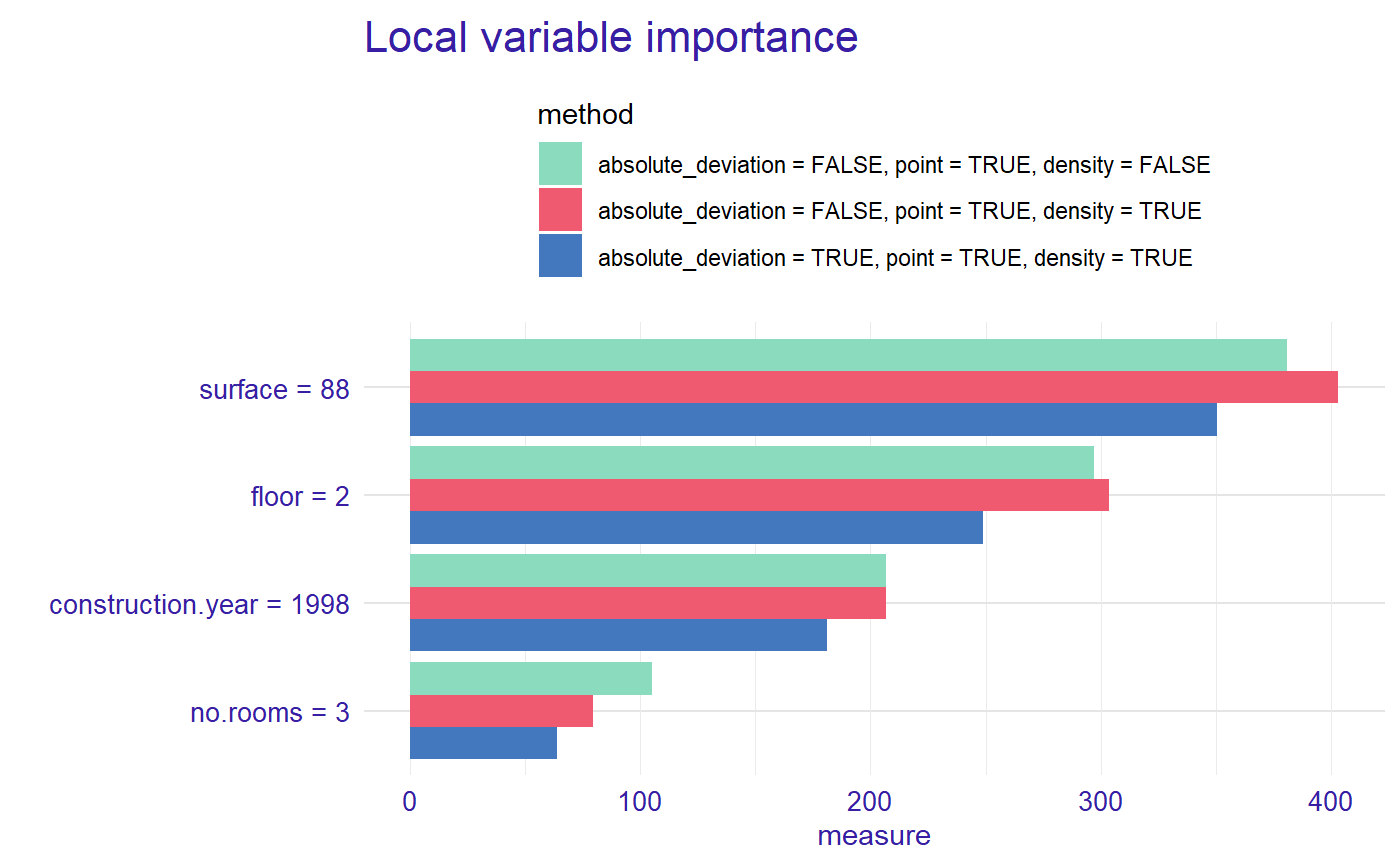 Local variable importance
method
absolute_deviation = FALSE, point = TRUE, density = FALSE
absolute_deviation = FALSE, point = TRUE, density = TRUE
absolute_deviation = TRUE, point = TRUE, density = TRUE
surface = 88
floor = 2
construction.year = 1998
no.rooms = 3
0 100 200 300 400
measure